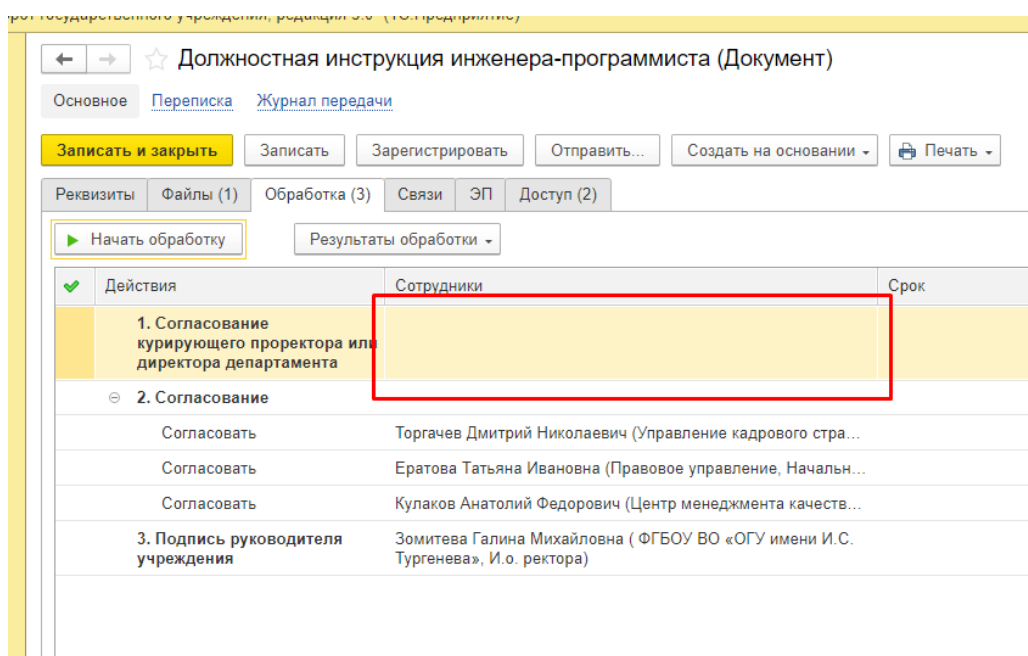 Должностная инструкция инженера-программиста (Документ)
Основное Переписка Журнал передачи
Записать и закрыть Записать Зарегистрировать Отправить... Создать на основании Печать
Реквизиты Файлы (1) Обработка (3) Связи ЭП Доступ (2)
Начать обработку Результаты обработки
Действия Сотрудники Срок
1. Согласование
курирующего проректора или
директора департамента
2. Согласование
Согласовать Торгачев Дмитрий Николаевич (Управление кадрового стра...
Согласовать Ератова Татьяна Ивановна (Правовое управление, Начальн...
Согласовать Кулаков Анатолий Федорович (Центр менеджмента качеств...
3. Подпись руководителя Зомитева Галина Михайловна ( ФГБОУ ВО «ОГУ имени И.С.
учреждения Тургенева», И.о. ректора)